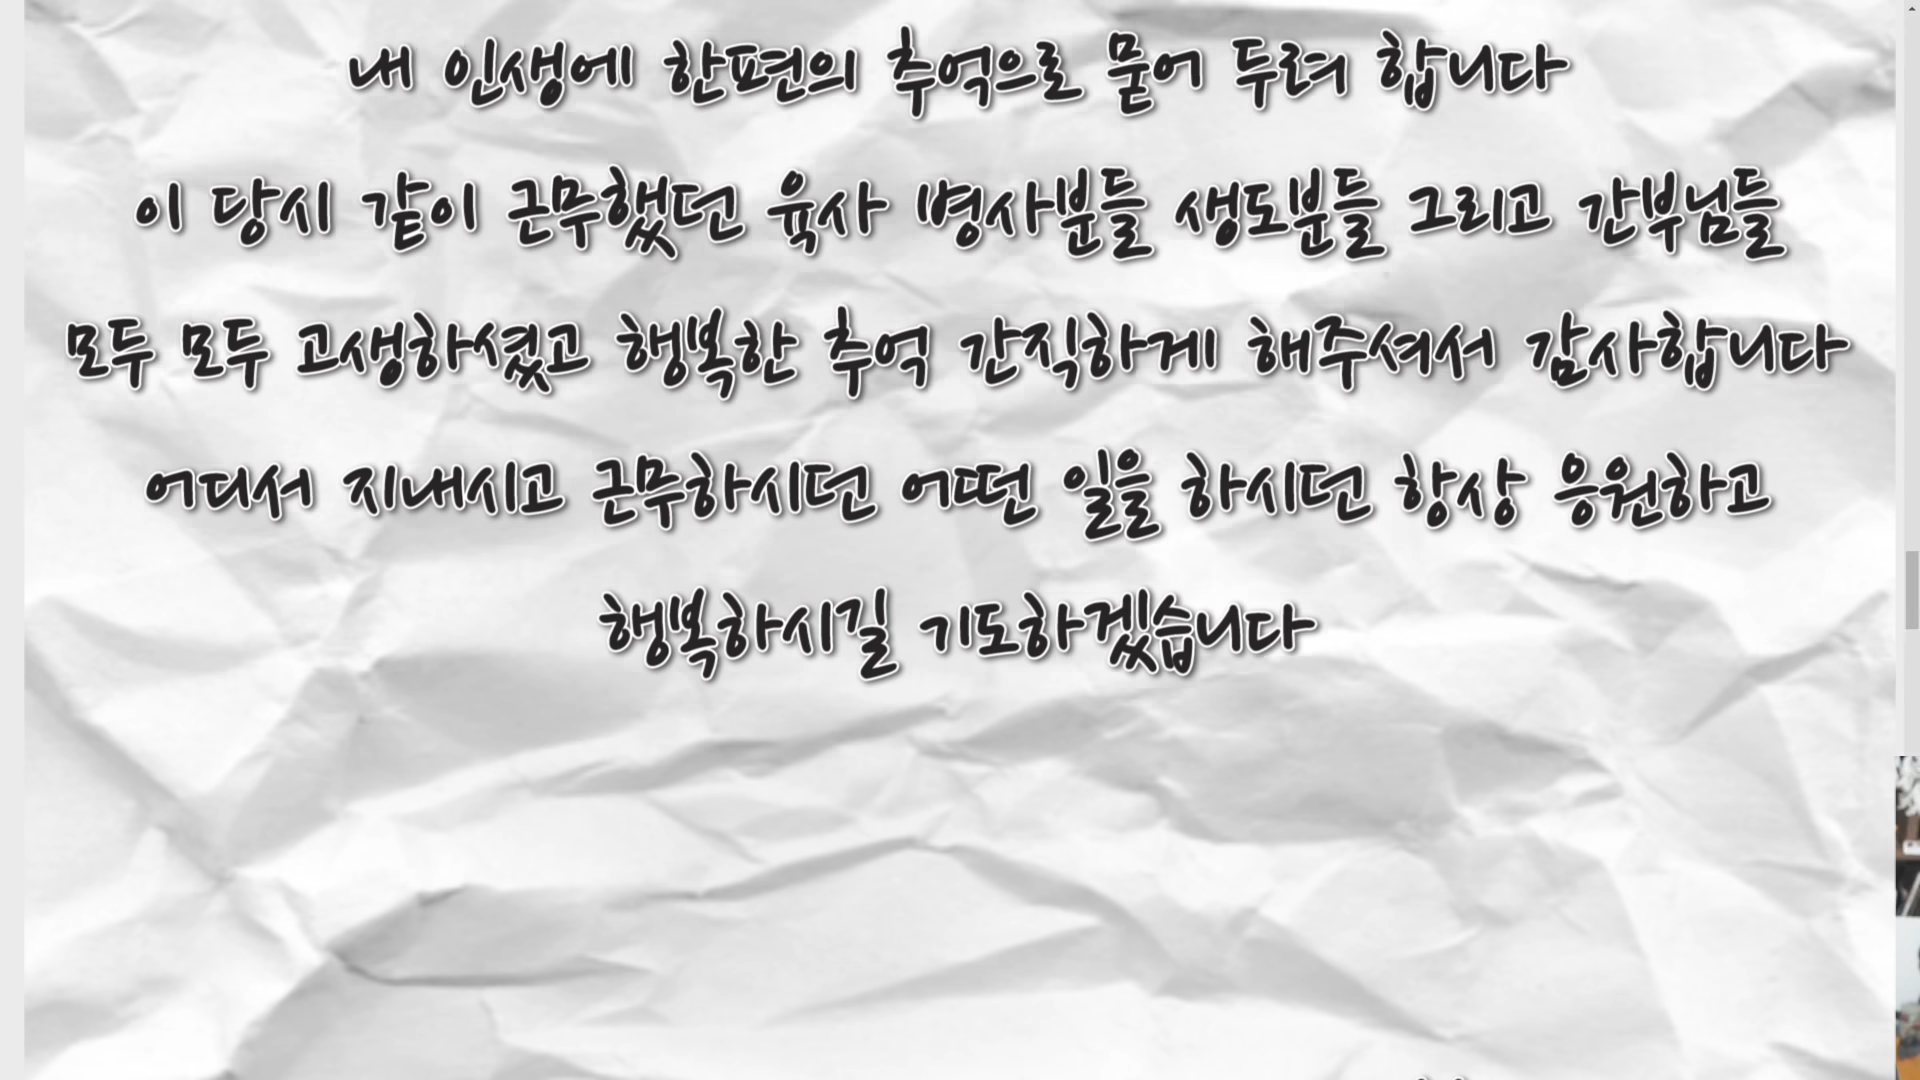 내 인생에 한편의 추억으로 묻어 두려 합니다
이 당시 같이 근무했던 육사 병사분들 생도분들 그리고 간부님들
모두 모두 고생하셨고 행복한 추억 간직하게 해주셔서 감사합니다
어디서 지내시고 근무하시던 어떤 일을 하시던 항상 응원하고
행복하시길 기도하겠습니다